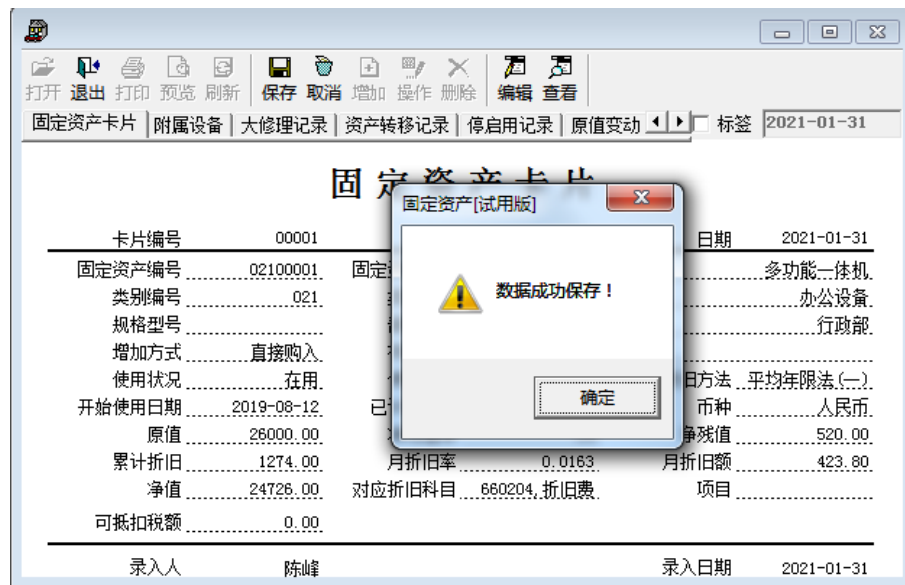 打开 退出 打印 预览 刷新 保存 取消 增加 操作 删除 编辑 查看
固定资产卡片 附属设备 大修理记录 资产转移记录 停启用记录 原值变动 标签 2021-01-31
固定资产卡片
固定资产[试用版]
数据成功保存！
确定
卡片编号 00001 日期 2021-01-31
固定资产编号 02100001 固定 多功能一体机
类别编号 021 办公设备
规格型号 行政部
增加方式 直接购入
使用状况 在用 旧方法 平均年限法(一)
开始使用日期 2019-08-12 已 币种 人民币
原值 26000.00 净残值 520.00
累计折旧 1274.00 月折旧率 0.0163 月折旧额 423.80
净值 24726.00 对应折旧科目 660204,折旧费 项目
可抵扣税额 0.00
录入人 陈峰 录入日期 2021-01-31